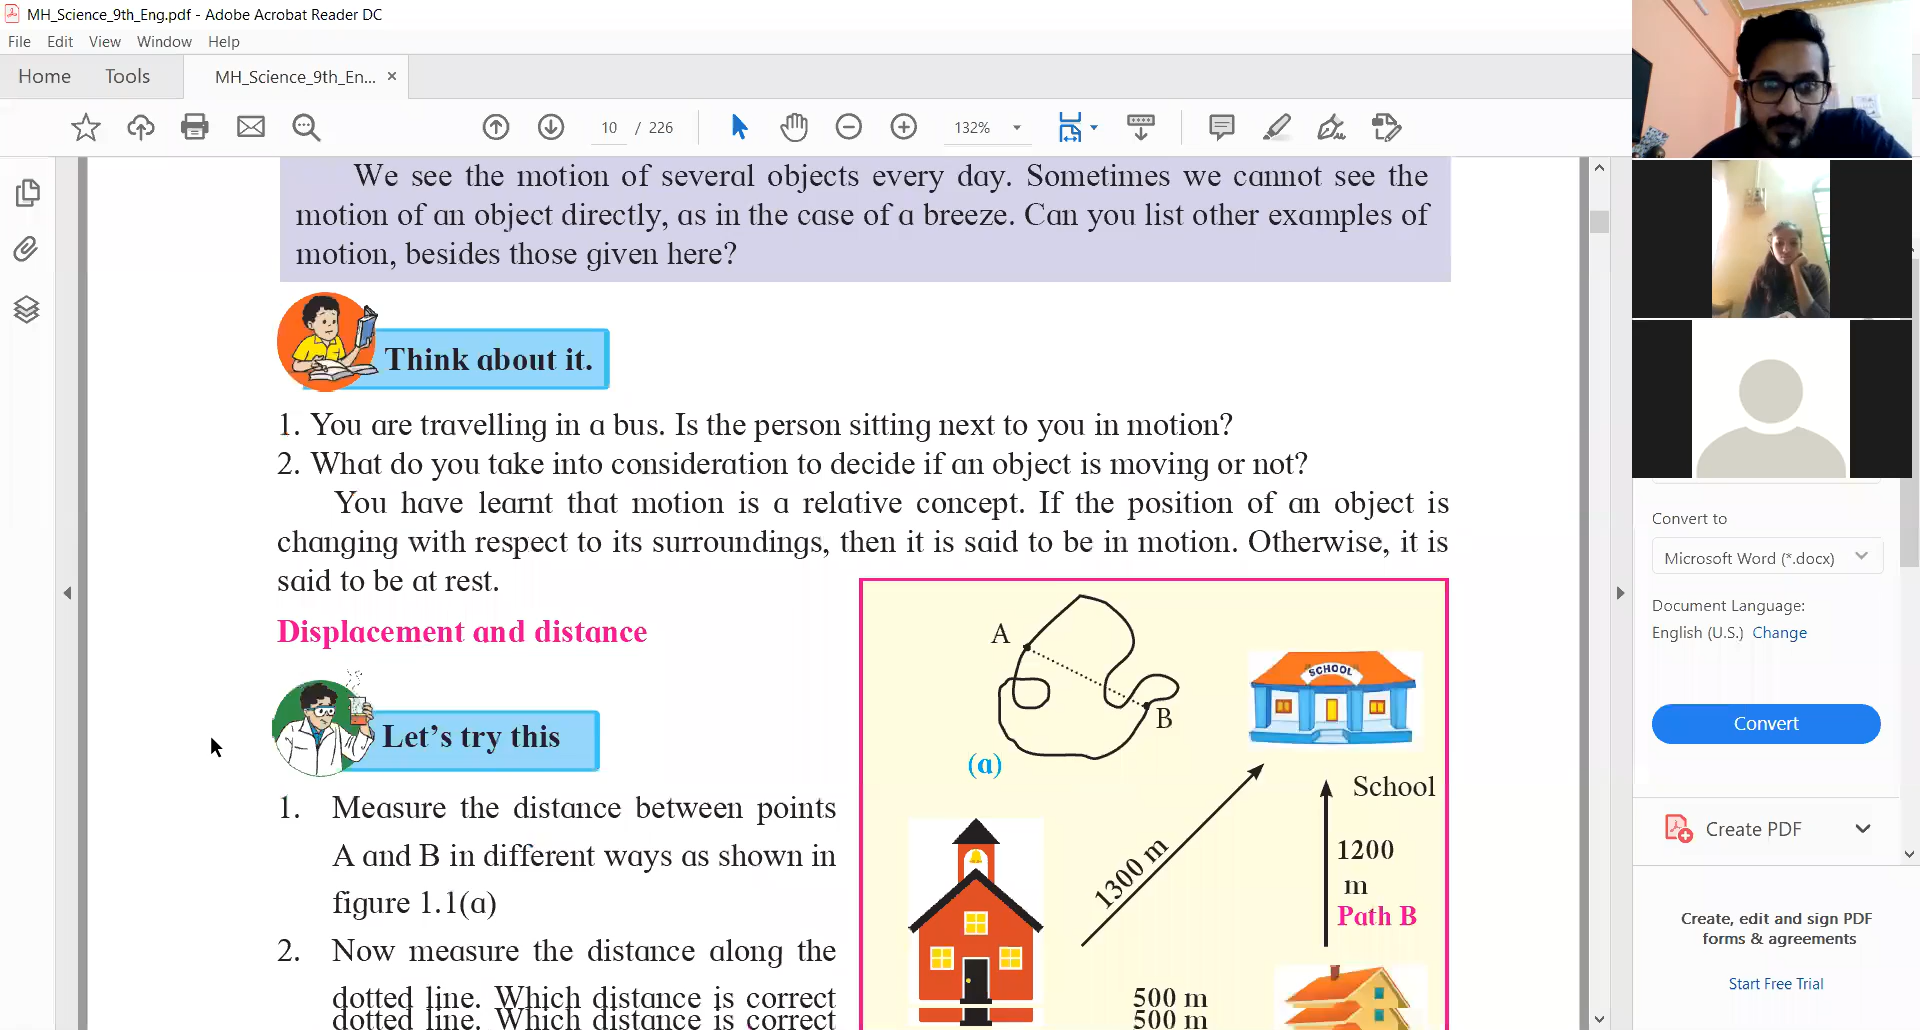 MH_Science_9th_Eng.pdf - Adobe Acrobat Reader DC
File Edit View Window Help
Home Tools MH_Science_9th_En... ×
10 / 226 132%
We see the motion of several objects every day. Sometimes we cannot see the
motion of an object directly, as in the case of a breeze. Can you list other examples of
motion, besides those given here?
Think about it.
1. You are travelling in a bus. Is the person sitting next to you in motion?
2. What do you take into consideration to decide if an object is moving or not?
You have learnt that motion is a relative concept. If the position of an object is
changing with respect to its surroundings, then it is said to be in motion. Otherwise, it is
said to be at rest.
Displacement and distance
Let’s try this
1. Measure the distance between points
A and B in different ways as shown in
figure 1.1(a)
2. Now measure the distance along the
dotted line. Which distance is correct
dotted line. Which distance is correct
A
B
(a)
SCHOOL
School
1300 m
1200
m
Path B
500 m
500 m
Convert to
Microsoft Word (*.docx)
Document Language:
English (U.S.) Change
Convert
Create PDF
Create, edit and sign PDF
forms & agreements
Start Free Trial